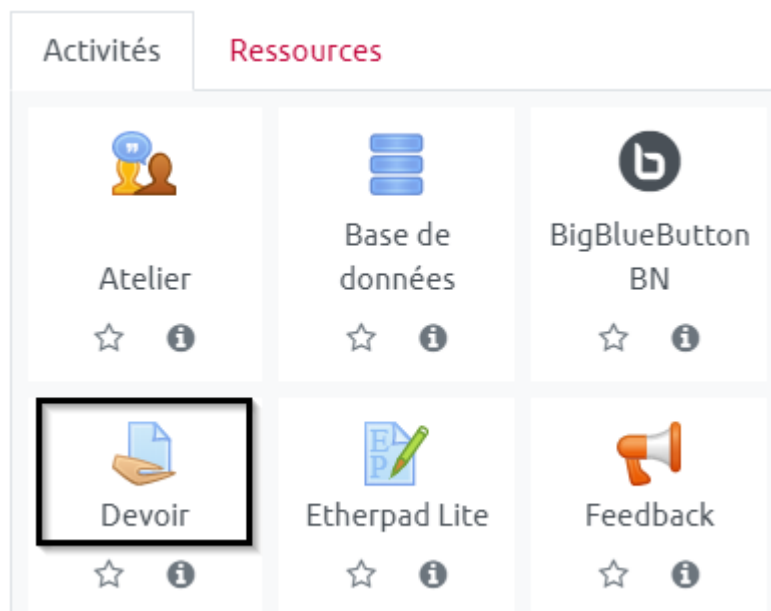 Activités
Ressources
Atelier
Base de
données
BigBlueButton
BN
Devoir
Etherpad Lite
Feedback